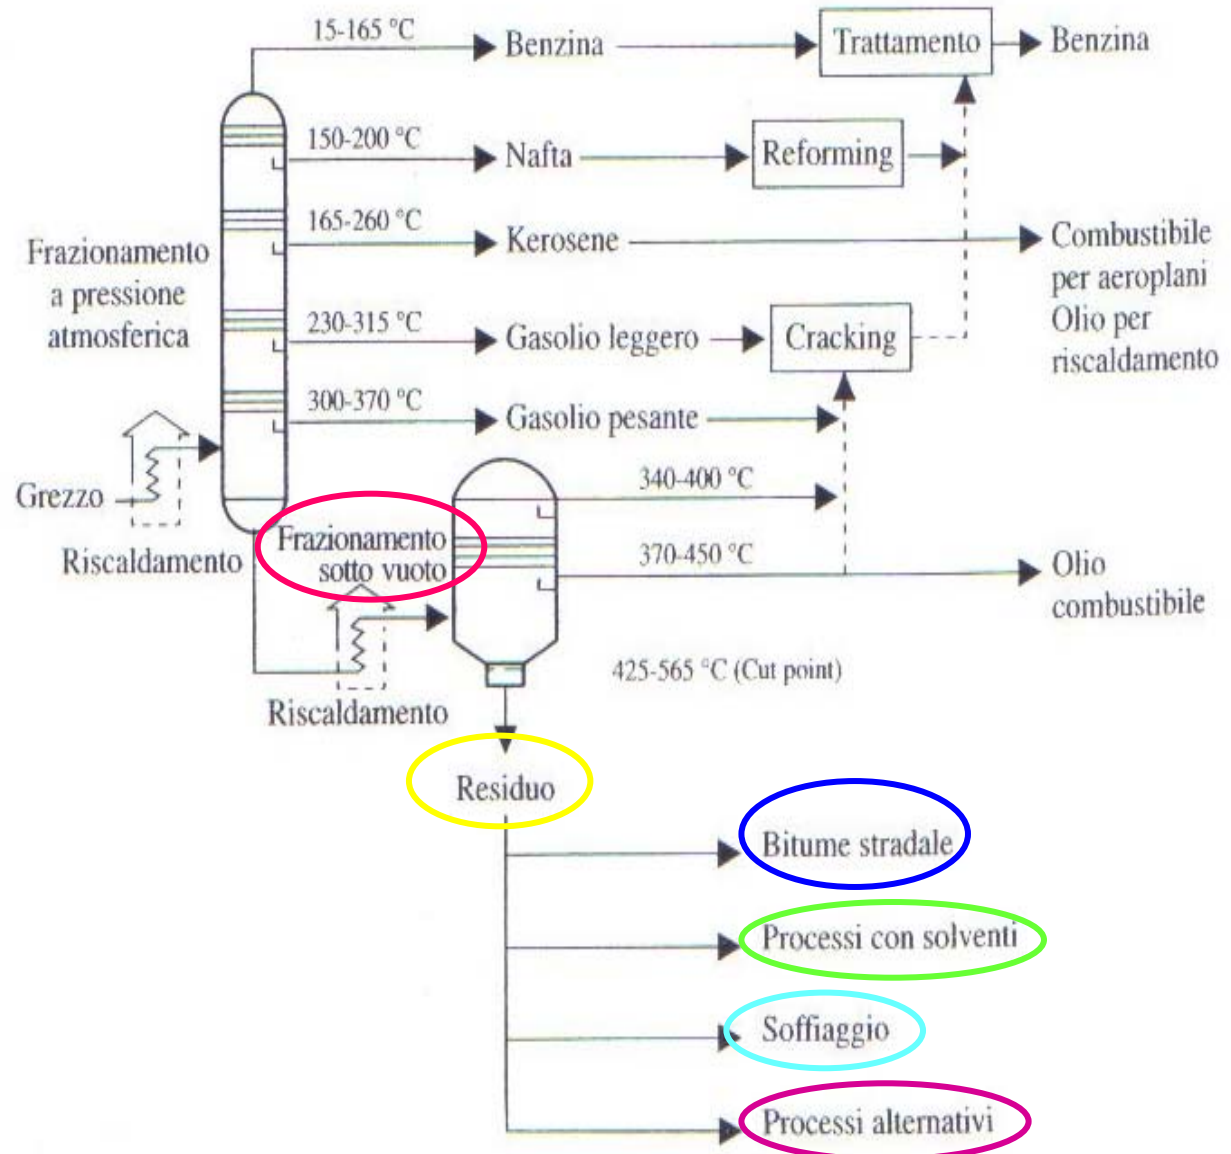 15-165 °C
Benzina
Trattamento
Benzina
150-200 °C
Nafta
Reforming
165-260 °C
Kerosene
Combustibile
per aeroplani
Olio per
riscaldamento
Frazionamento
a pressione
atmosferica
230-315 °C
Gasolio leggero
Cracking
300-370 °C
Gasolio pesante
Grezzo
Riscaldamento
340-400 °C
Frazionamento
sotto vuoto
370-450 °C
Olio
combustibile
425-565 °C (Cut point)
Riscaldamento
Residuo
Bitume stradale
Processi con solventi
Soffiaggio
Processi alternativi